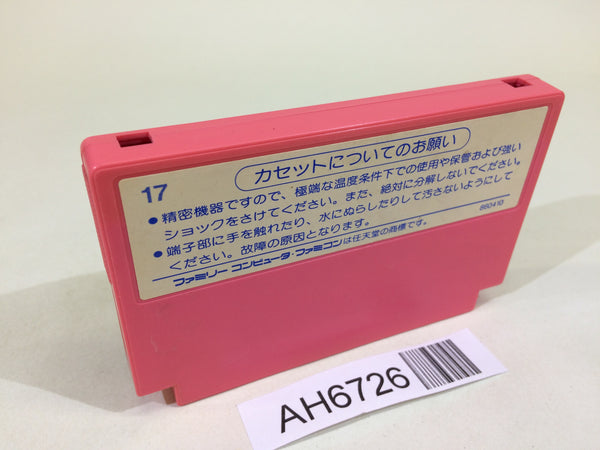 カセットについてのお願い
17
●精密機器ですので、極端な温度条件下での使用や保管および強い
ショックをさけてください。また、絶対に分解しないでください。
●端子部に手を触れたり、水にぬらしたりして汚さないようにして
ください。故障の原因となります。
860410
ファミリーコンピュータ・ファミコンは任天堂の商標です。
AH6726